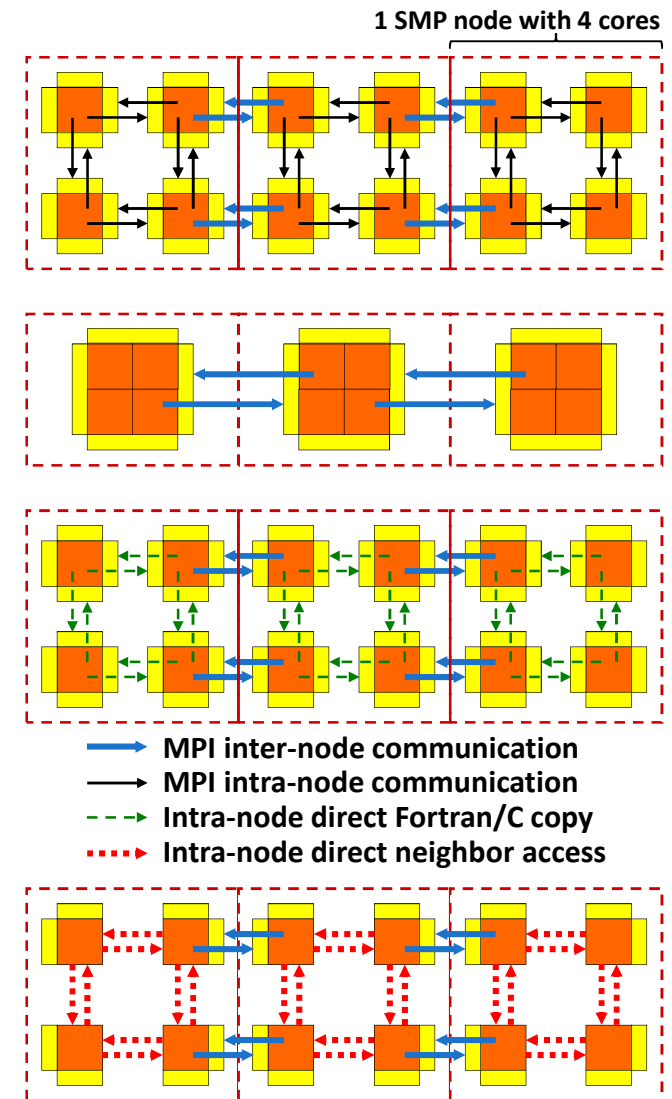 1 SMP node with 4 cores
MPI inter-node communication
MPI intra-node communication
Intra-node direct Fortran/C copy
Intra-node direct neighbor access